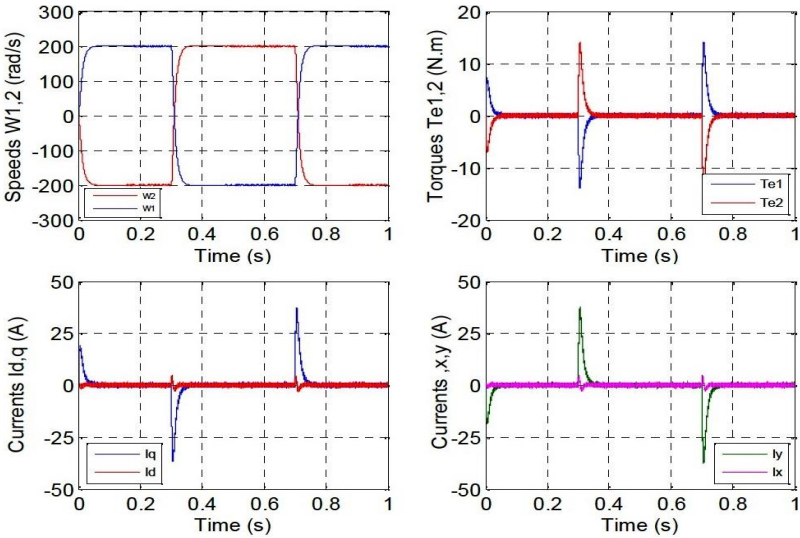 Speeds W1,2 (rad/s)
300
200
100
0
-100
-200
-300
W2
W1
0
0.2
0.4
0.6
0.8
1
Time (s)
Torques Te1,2 (N.m)
20
10
0
-10
-20
Te1
Te2
0
0.2
0.4
0.6
0.8
1
Time (s)
Currents Id,q (A)
50
25
0
-25
-50
Iq
Id
0
0.2
0.4
0.6
0.8
1
Time (s)
Currents ,x,y (A)
50
25
0
-25
-50
Iy
Ix
0
0.2
0.4
0.6
0.8
1
Time (s)